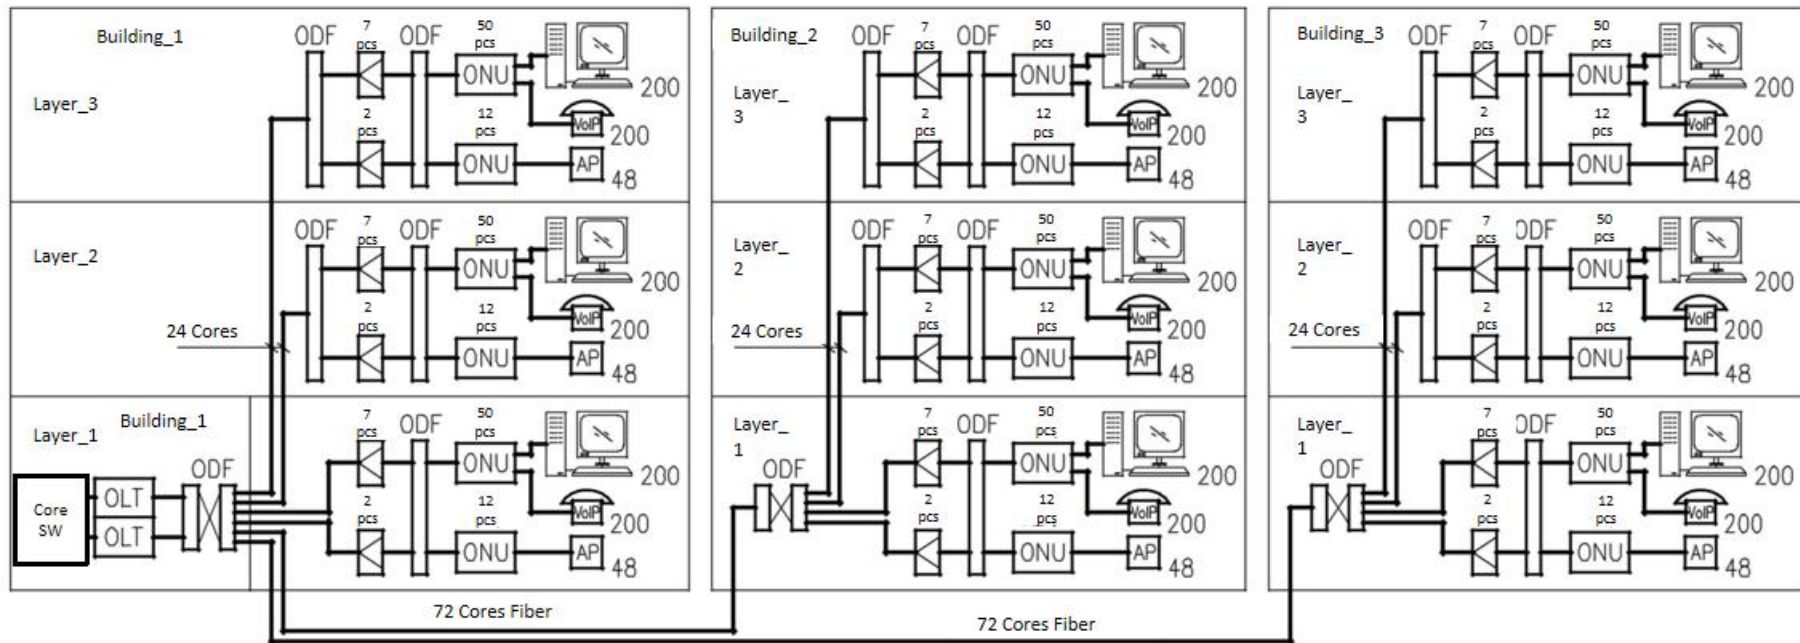 Building_1
ODF
7
pcs
ODF
50
pcs
ONU
200
Layer_3
VoIP
200
2
pcs
12
pcs
ONU
AP
48
ODF
7
pcs
ODF
50
pcs
ONU
200
Layer_2
VoIP
200
24 Cores
2
pcs
12
pcs
ONU
AP
48
Building_1
Layer_1
7
pcs
ODF
50
pcs
ONU
200
ODF
Core
SW
OLT
OLT
VoIP
200
2
pcs
12
pcs
ONU
AP
48
Building_2
ODF
7
pcs
ODF
50
pcs
ONU
200
Layer_
3
VoIP
200
2
pcs
12
pcs
ONU
AP
48
ODF
7
pcs
ODF
50
pcs
ONU
200
Layer_
2
VoIP
200
24 Cores
2
pcs
12
pcs
ONU
AP
48
Layer_
1
7
pcs
ODF
50
pcs
ONU
200
ODF
VoIP
200
2
pcs
12
pcs
ONU
AP
48
Building_3
ODF
7
pcs
ODF
50
pcs
ONU
200
Layer_
3
VoIP
200
2
pcs
12
pcs
ONU
AP
48
ODF
7
pcs
ODF
50
pcs
ONU
200
Layer_
2
VoIP
200
24 Cores
2
pcs
12
pcs
ONU
AP
48
Layer_
1
7
pcs
ODF
50
pcs
ONU
200
ODF
VoIP
200
2
pcs
12
pcs
ONU
AP
48
72 Cores Fiber
72 Cores Fiber